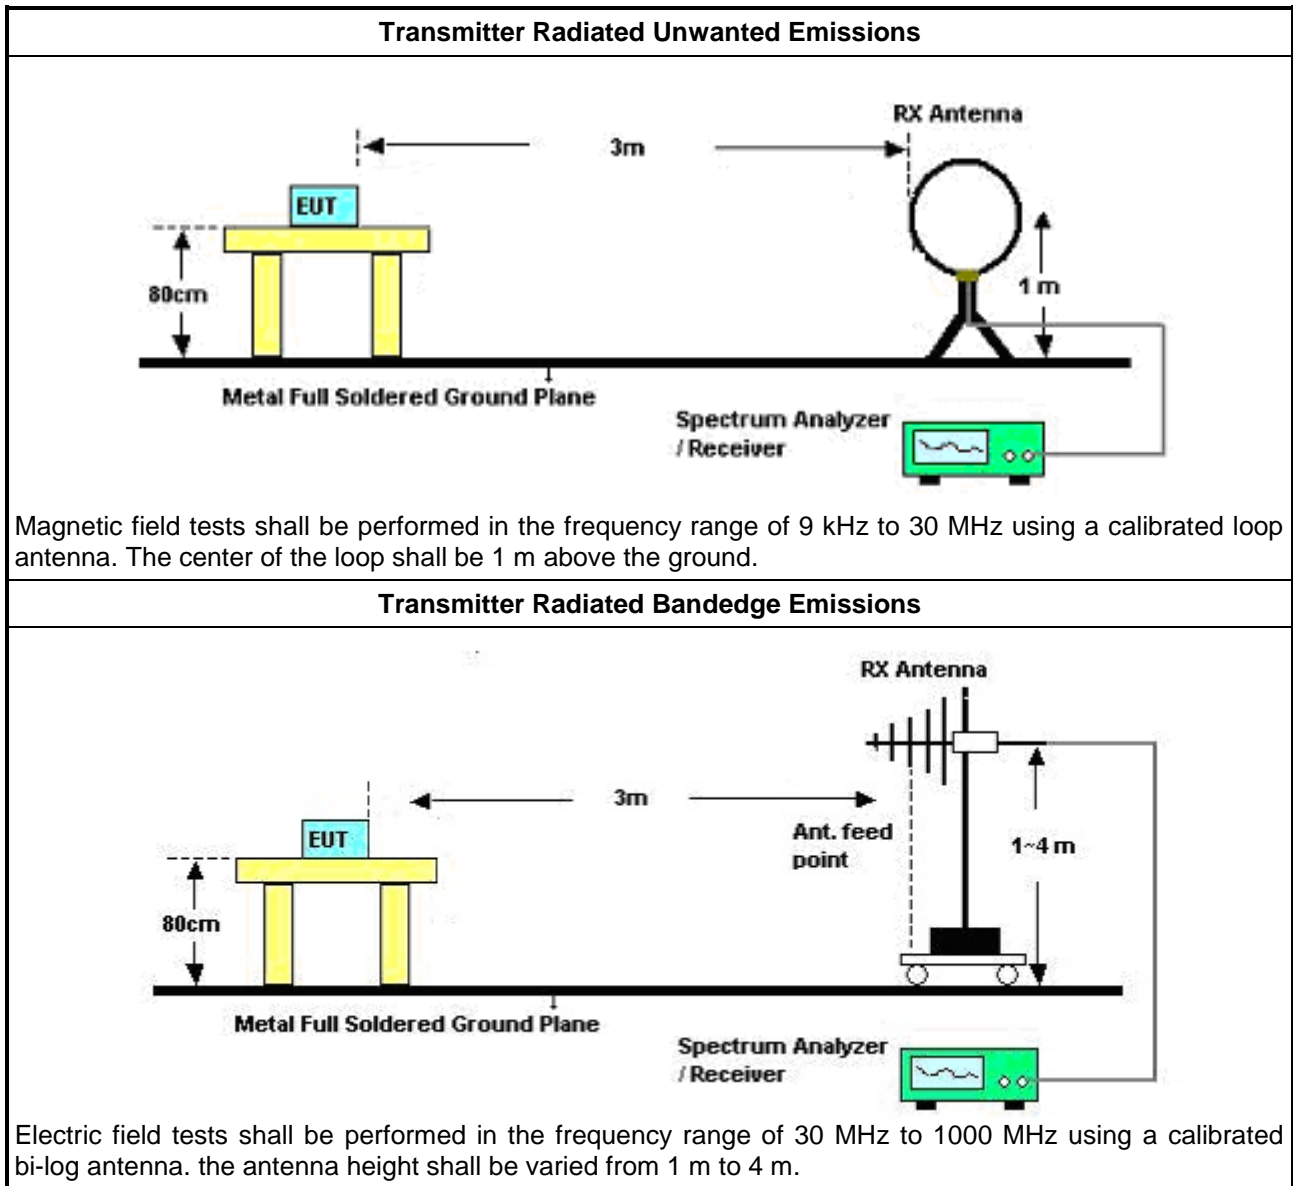 Transmitter Radiated Unwanted Emissions
RX Antenna
3m
EUT
80cm
1 m
Metal Full Soldered Ground Plane
Spectrum Analyzer
/ Receiver
Magnetic field tests shall be performed in the frequency range of 9 kHz to 30 MHz using a calibrated loop
antenna. The center of the loop shall be 1 m above the ground.
Transmitter Radiated Bandedge Emissions
RX Antenna
3m
Ant. feed
point
EUT
1~4 m
80cm
Metal Full Soldered Ground Plane
Spectrum Analyzer
/ Receiver
Electric field tests shall be performed in the frequency range of 30 MHz to 1000 MHz using a calibrated
bi-log antenna. the antenna height shall be varied from 1 m to 4 m.